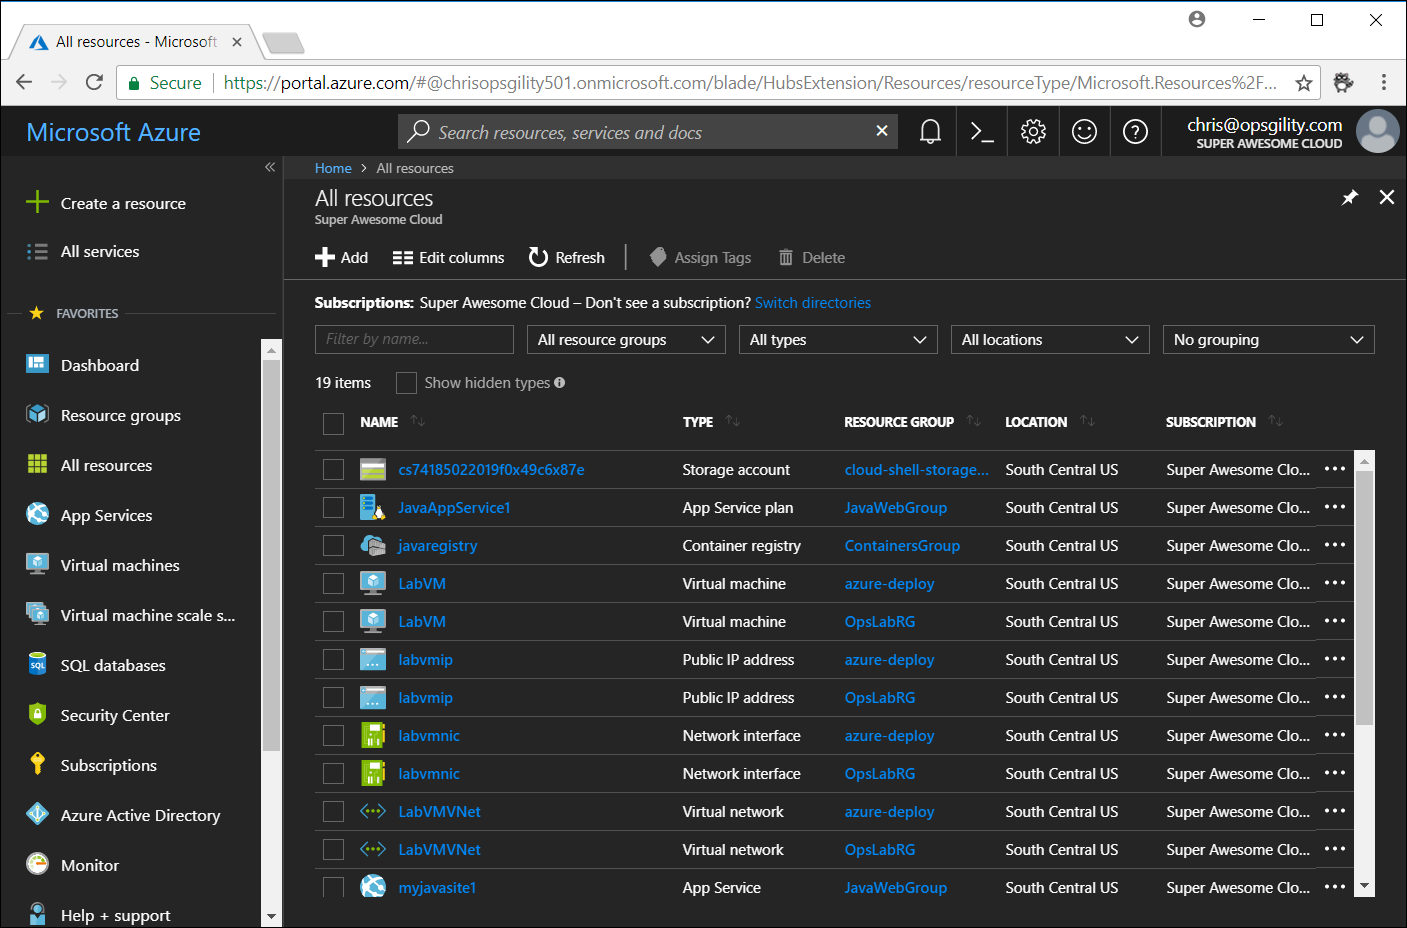 All resources - Microsoft
Secure https://portal.azure.com/#@chrisopsgility501.onmicrosoft.com/blade/HubsExtension/Resources/resourceType/Microsoft.Resources%2F...
Microsoft Azure
Search resources, services and docs
chris@opsgility.com
SUPER AWESOME CLOUD
Create a resource
All services
FAVORITES
Dashboard
Resource groups
All resources
App Services
Virtual machines
Virtual machine scale s...
SQL databases
Security Center
Subscriptions
Azure Active Directory
Monitor
Help + support
Home > All resources
All resources
Super Awesome Cloud
Add Edit columns Refresh Assign Tags Delete
Subscriptions: Super Awesome Cloud – Don't see a subscription? Switch directories
Filter by name... All resource groups All types All locations No grouping
19 items Show hidden types
NAME TYPE RESOURCE GROUP LOCATION SUBSCRIPTION
cs74185022019f0x49c6x87e Storage account cloud-shell-storage... South Central US Super Awesome Clo...
JavaAppService1 App Service plan JavaWebGroup South Central US Super Awesome Clo...
javaregistry Container registry ContainersGroup South Central US Super Awesome Clo...
LabVM Virtual machine azure-deploy South Central US Super Awesome Clo...
LabVM Virtual machine OpsLabRG South Central US Super Awesome Clo...
labvmip Public IP address azure-deploy South Central US Super Awesome Clo...
labvmip Public IP address OpsLabRG South Central US Super Awesome Clo...
labvmnic Network interface azure-deploy South Central US Super Awesome Clo...
labvmnic Network interface OpsLabRG South Central US Super Awesome Clo...
LabVMVNet Virtual network azure-deploy South Central US Super Awesome Clo...
LabVMVNet Virtual network OpsLabRG South Central US Super Awesome Clo...
myjavasite1 App Service JavaWebGroup South Central US Super Awesome Clo...